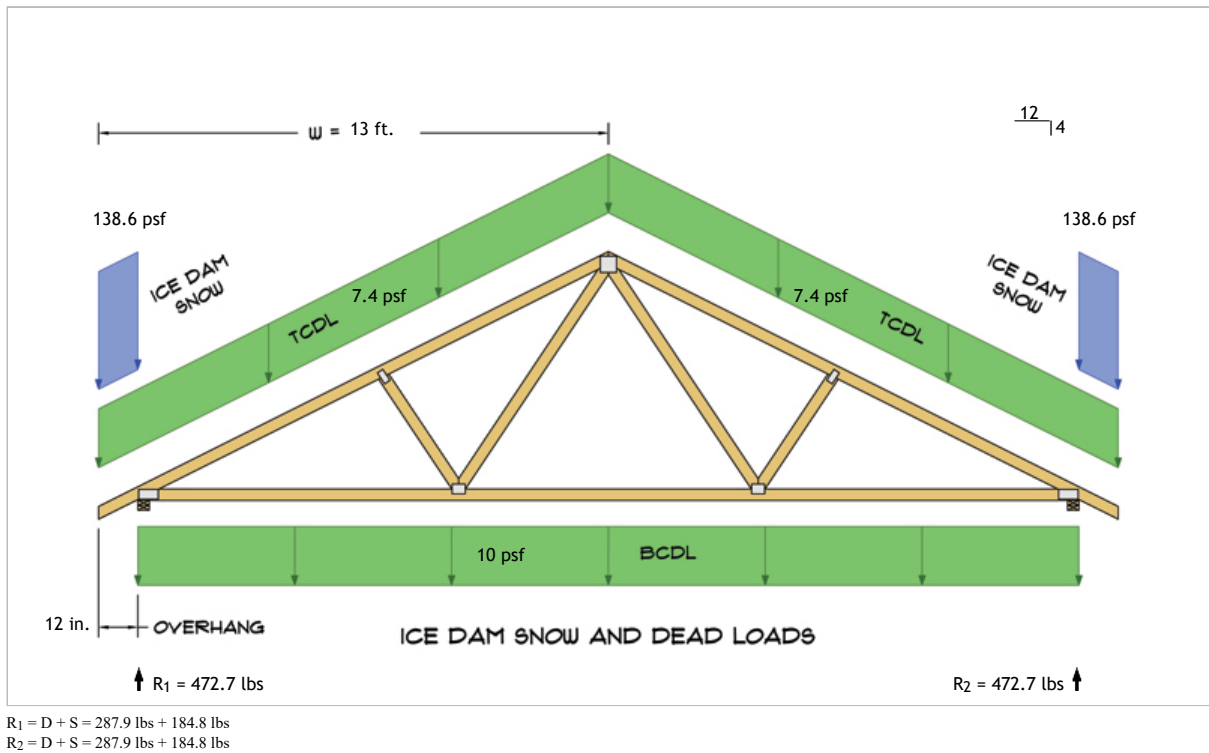 W = 13 ft.
12
4
138.6 psf
138.6 psf
ICE DAM
SNOW
ICE DAM
SNOW
7.4 psf
7.4 psf
TCDL
TCDL
10 psf
BCDL
12 in.
OVERHANG
ICE DAM SNOW AND DEAD LOADS
R1 = 472.7 lbs
R2 = 472.7 lbs
R1 = D + S = 287.9 lbs + 184.8 lbs
R2 = D + S = 287.9 lbs + 184.8 lbs